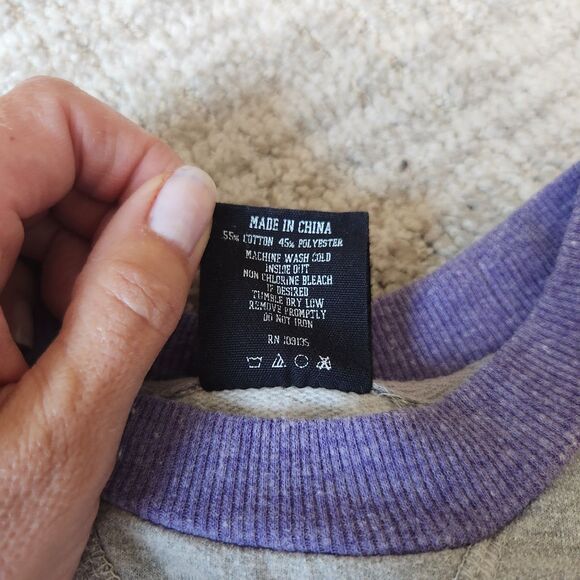 MADE IN CHINA
55% COTTON 45% POLYESTER
MACHINE WASH COLD
INSIDE OUT
NON CHLORINE BLEACH
IF DESIRED
TUMBLE DRY LOW
REMOVE PROMPTLY
DO NOT IRON
RN 103135